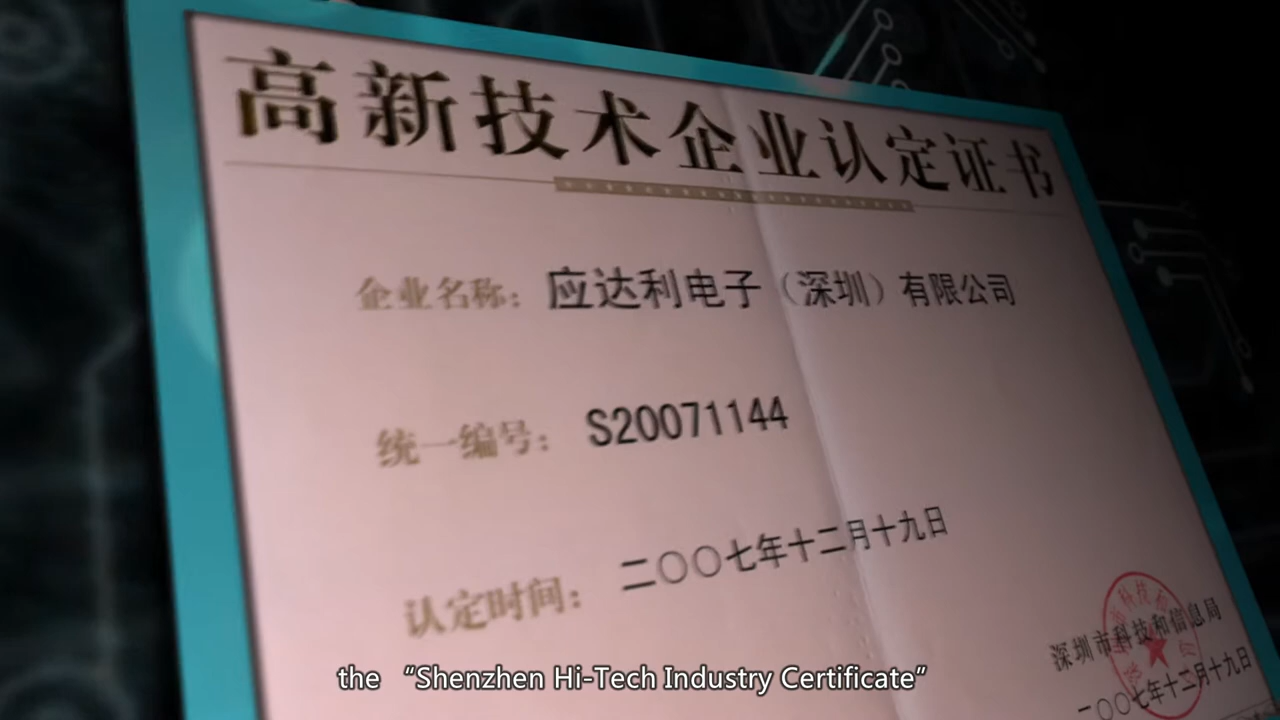 高新技术企业认定证书
企业名称：应达利电子（深圳）有限公司
统一编号：S20071144
认定时间：二〇〇七年十二月十九日
深圳市科技和信息局
二〇〇七年十二月十九日
the “Shenzhen Hi-Tech Industry Certificate”